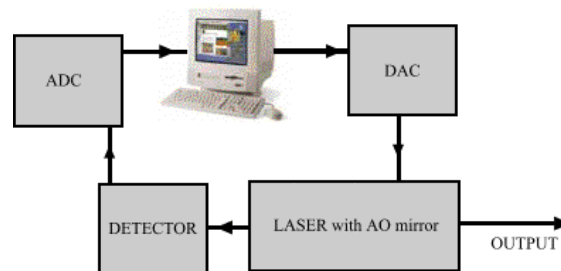 ADC
DAC
DETECTOR
LASER with AO mirror
OUTPUT